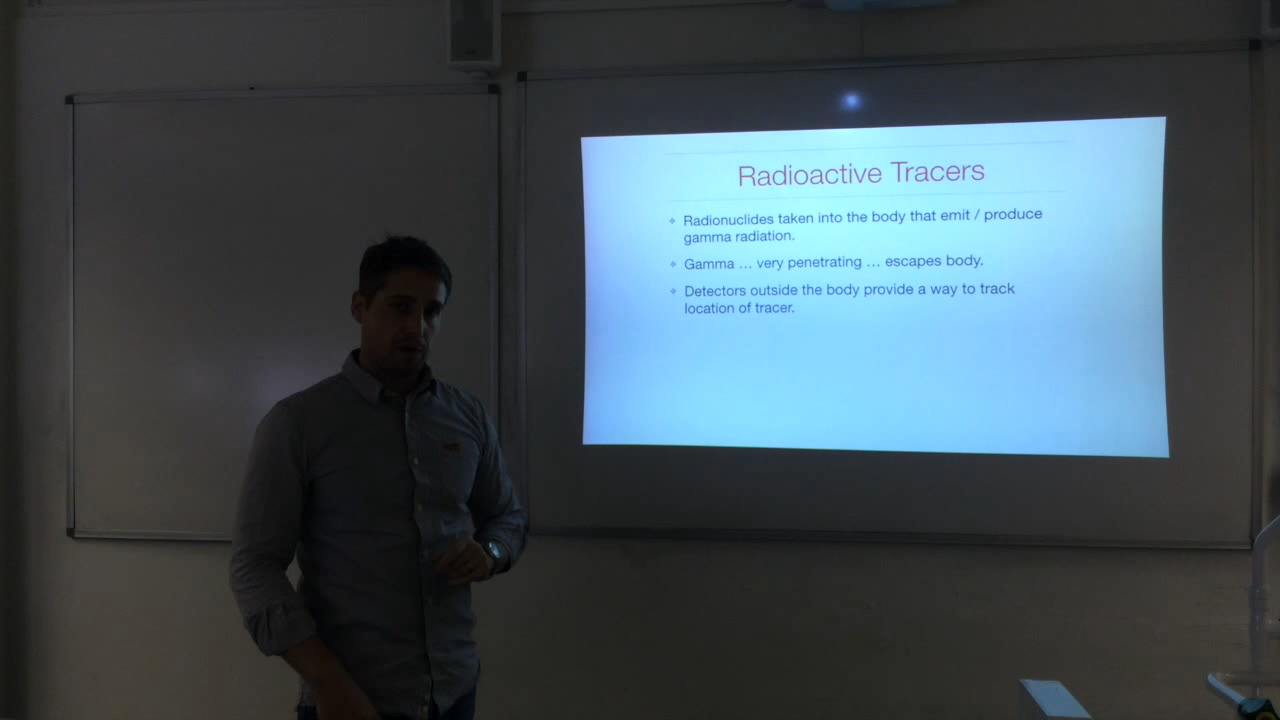 Radioactive Tracers
Radionuclides taken into the body that emit / produce
gamma radiation.
Gamma … very penetrating … escapes body.
Detectors outside the body provide a way to track
location of tracer.